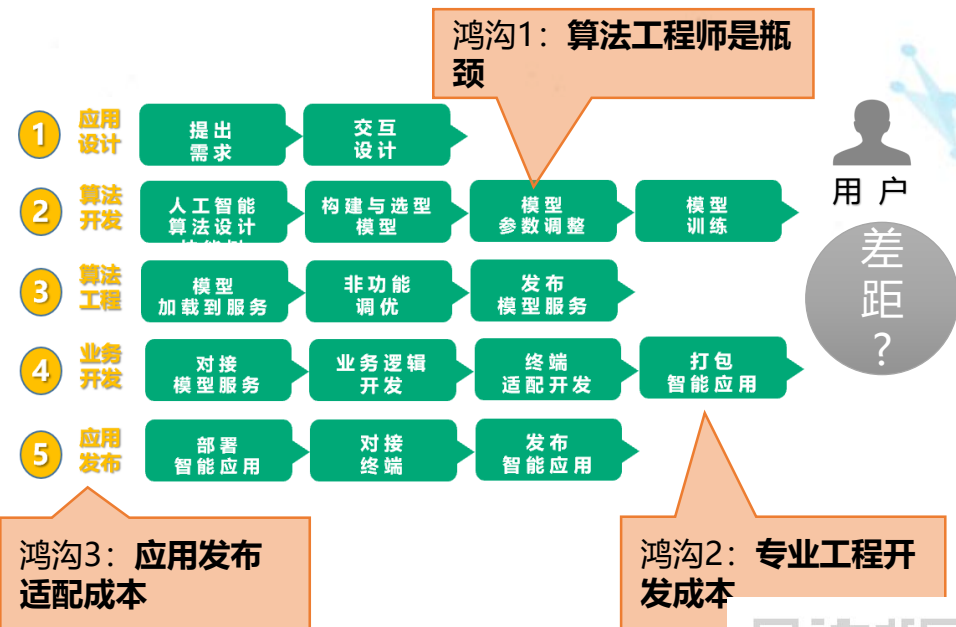 鸿沟1：算法工程师是瓶
颈
1
应用
设计
提出
需求
交互
设计
2
算法
开发
人工智能
算法设计
构建与选型
模型
模型
参数调整
模型
训练
用户
3
算法
工程
模型
加载到服务
非功能
调优
发布
模型服务
差
距
?
4
业务
开发
对接
模型服务
业务逻辑
开发
终端
适配开发
打包
智能应用
5
应用
发布
部署
智能应用
对接
终端
发布
智能应用
鸿沟3：应用发布
适配成本
鸿沟2：专业工程开
发成本